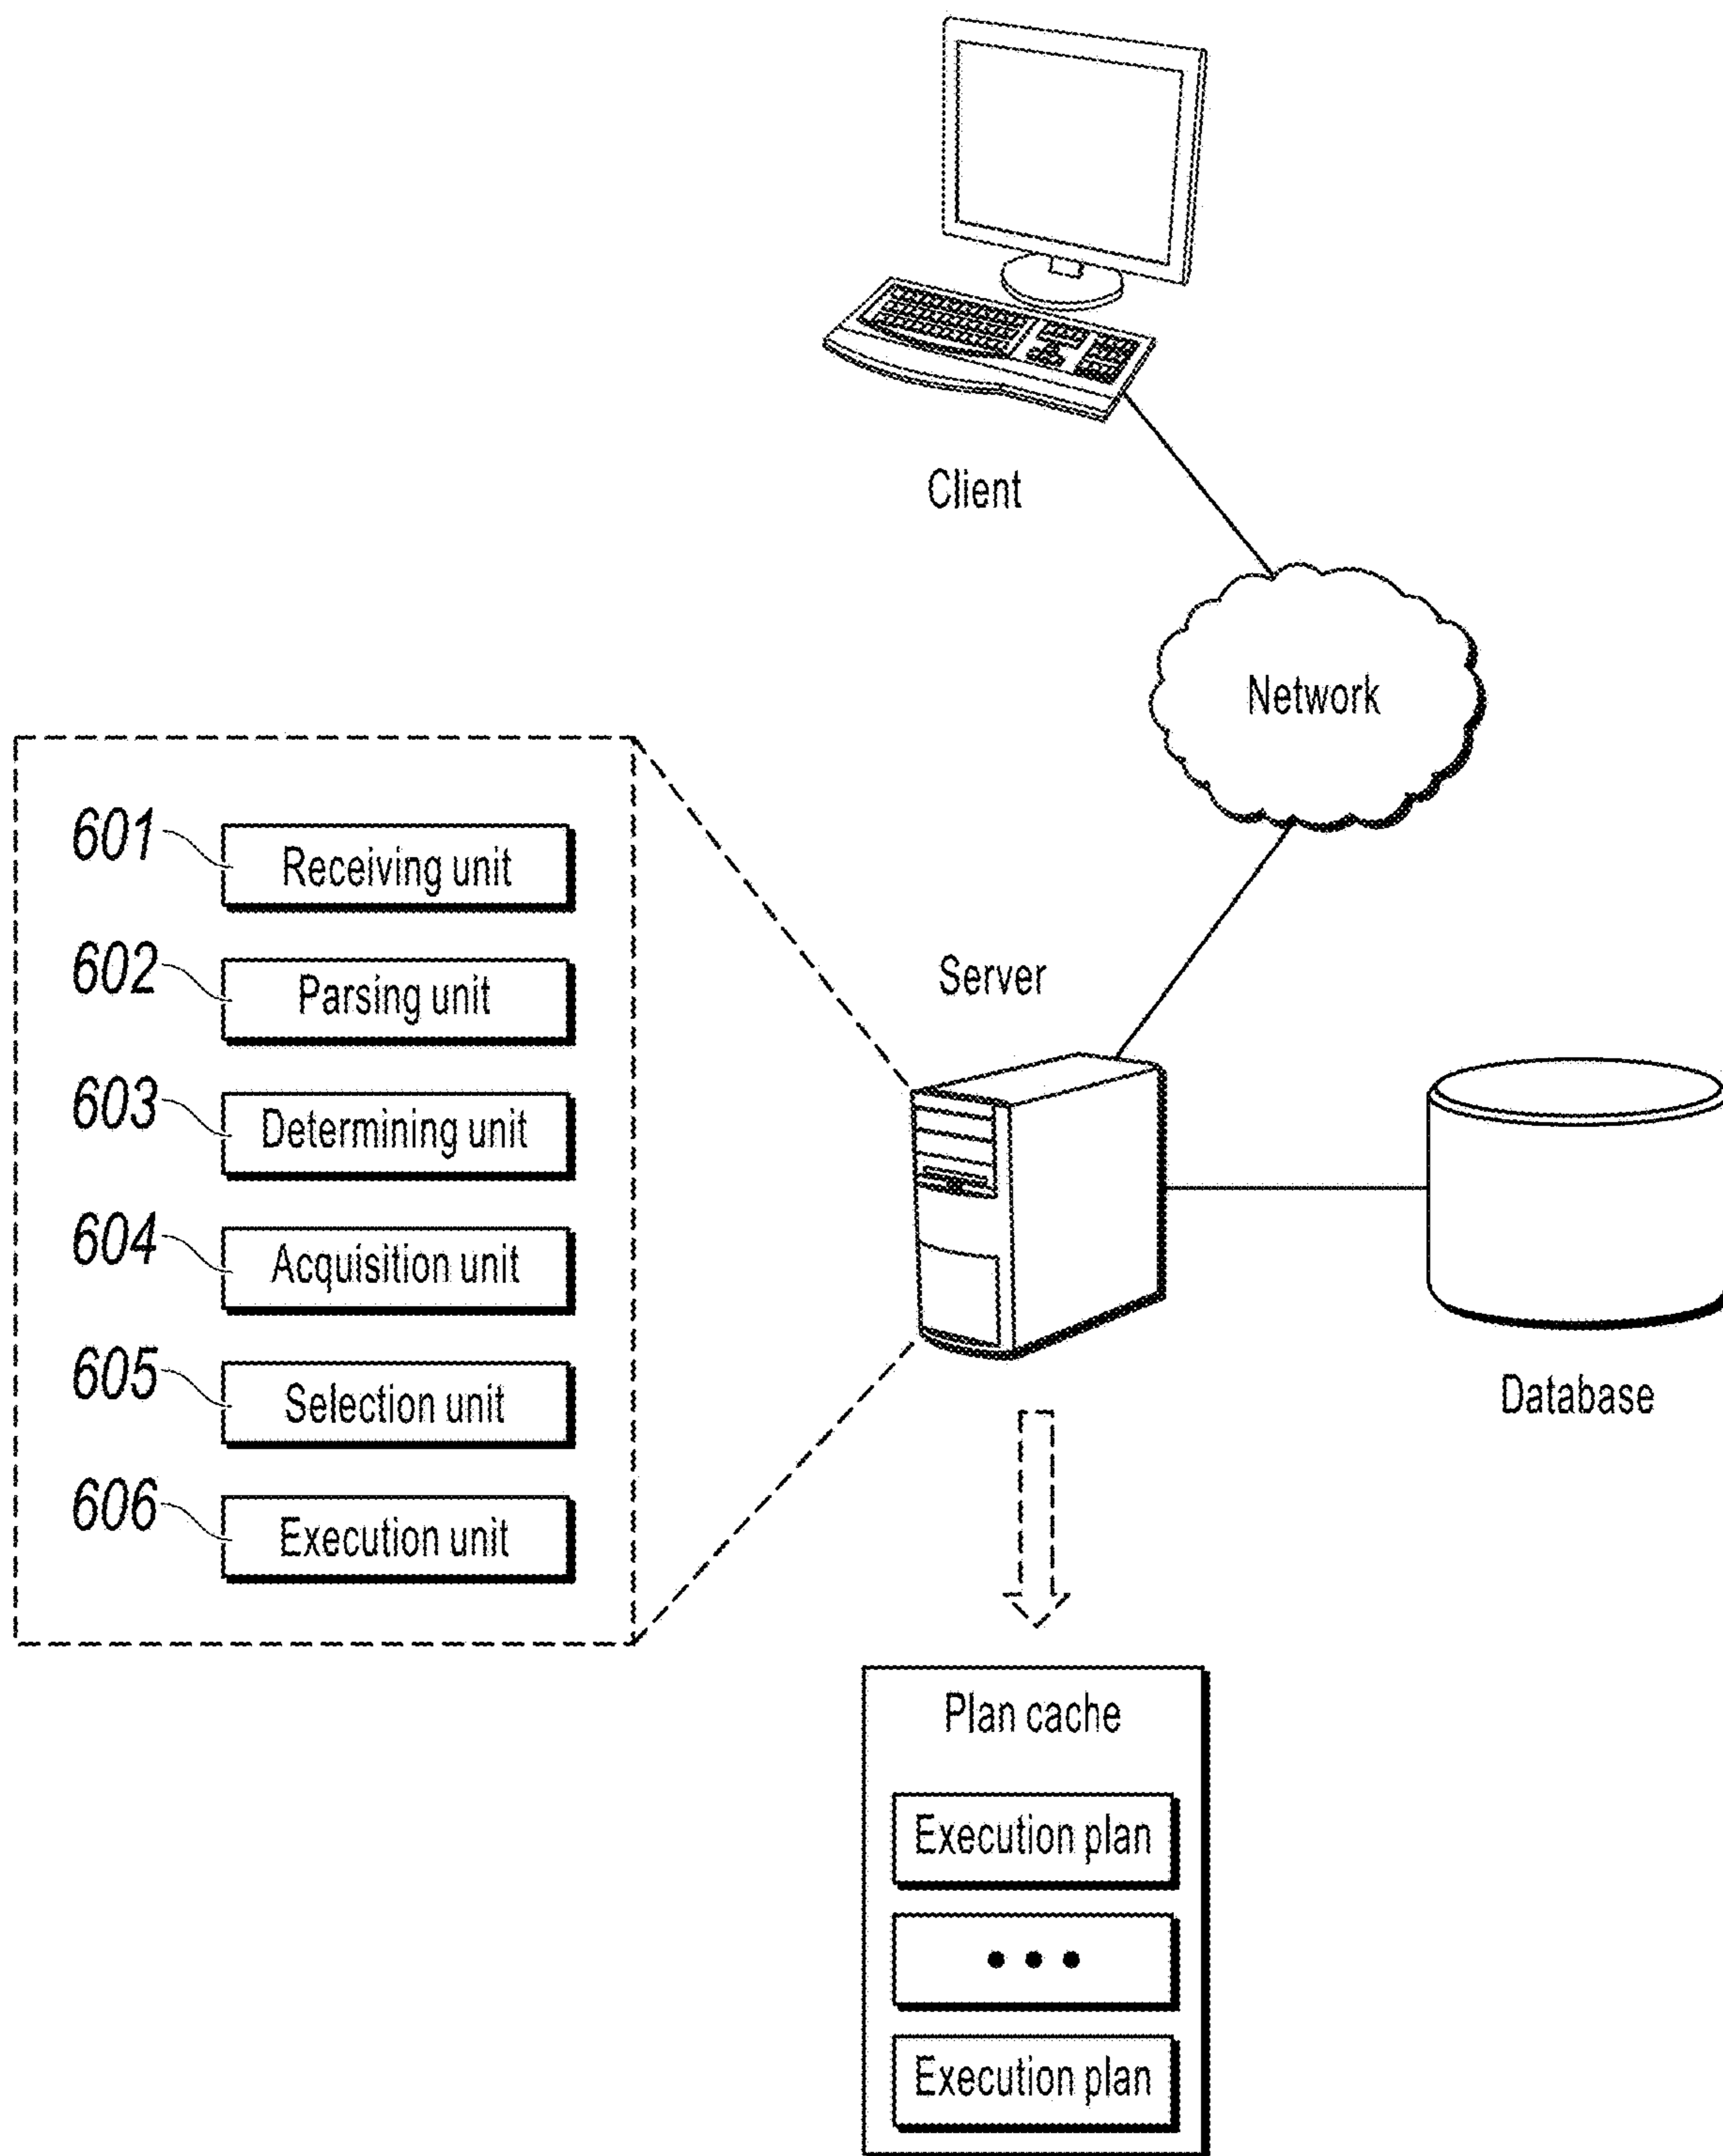 Client
Network
Server
601 Receiving unit
602 Parsing unit
603 Determining unit
604 Acquisition unit
605 Selection unit
606 Execution unit
Database
Plan cache
Execution plan
• • •
Execution plan